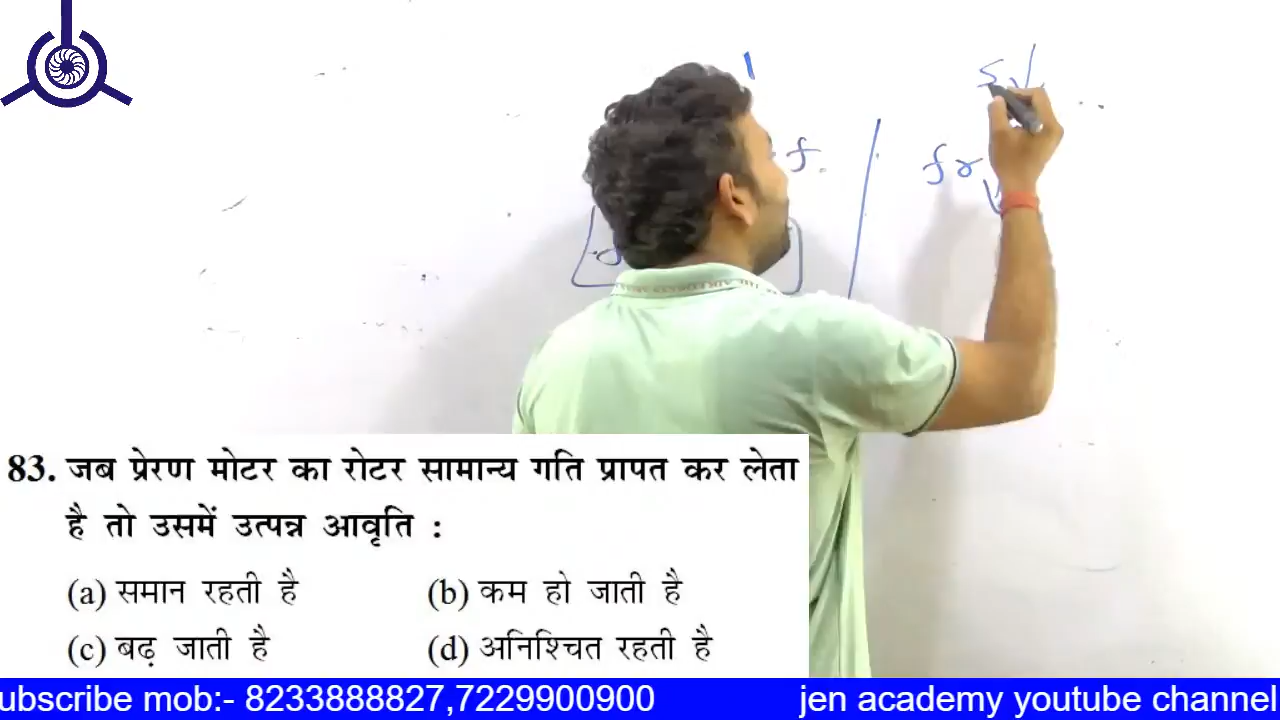 s
f
fr
83. जब प्रेरण मोटर का रोटर सामान्य गति प्रापत कर लेता
है तो उसमें उत्पन्न आवृति :
(a) समान रहती है
(b) कम हो जाती है
(c) बढ़ जाती है
(d) अनिश्चित रहती है
ubscribe mob:- 8233888827,7229900900
jen academy youtube channel